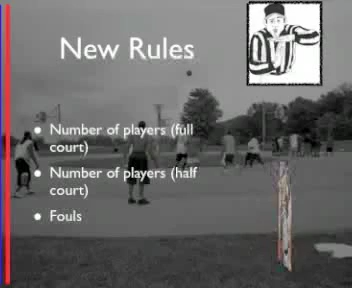 New Rules
Number of players (full
court)
Number of players (half
court)
Fouls